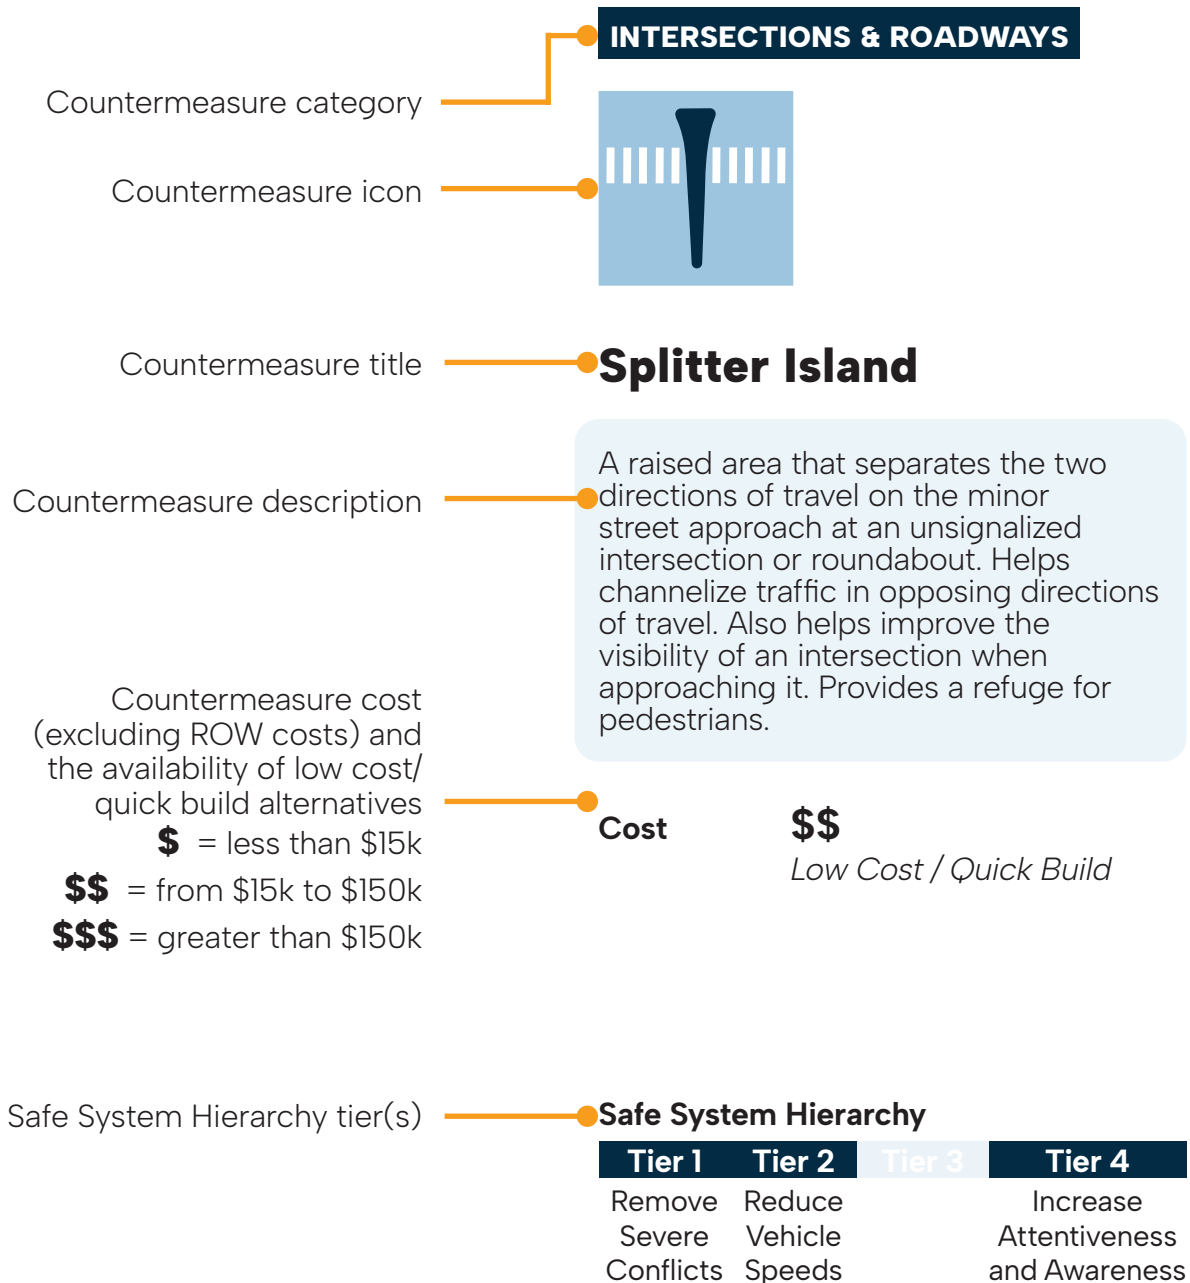 INTERSECTIONS & ROADWAYS
Countermeasure category
Countermeasure icon
Countermeasure title
Splitter Island
Countermeasure description
A raised area that separates the two
directions of travel on the minor
street approach at an unsignalized
intersection or roundabout. Helps
channelize traffic in opposing directions
of travel. Also helps improve the
visibility of an intersection when
approaching it. Provides a refuge for
pedestrians.
Countermeasure cost
(excluding ROW costs) and
the availability of low cost/
quick build alternatives
$ = less than $15k
$$ = from $15k to $150k
$$$ = greater than $150k
Cost $$
Low Cost / Quick Build
Safe System Hierarchy tier(s)
Safe System Hierarchy
Tier 1 Tier 2 Tier 3 Tier 4
Remove Reduce Increase
Severe Vehicle Attentiveness
Conflicts Speeds and Awareness